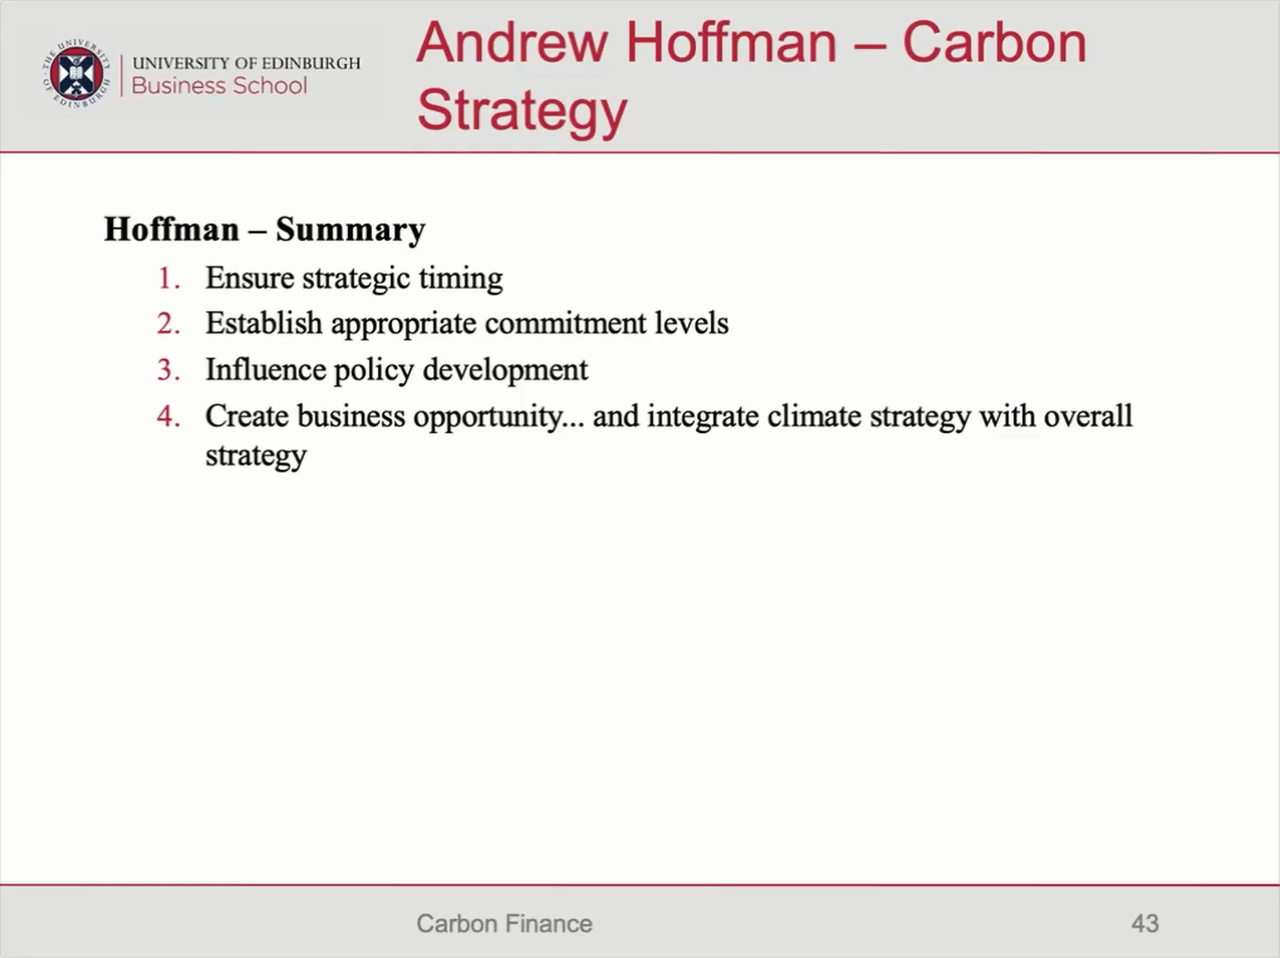 THE UNIVERSITY OF EDINBURGH
UNIVERSITY OF EDINBURGH
Business School
Andrew Hoffman – Carbon
Strategy
Hoffman – Summary
1. Ensure strategic timing
2. Establish appropriate commitment levels
3. Influence policy development
4. Create business opportunity... and integrate climate strategy with overall
strategy
Carbon Finance
43